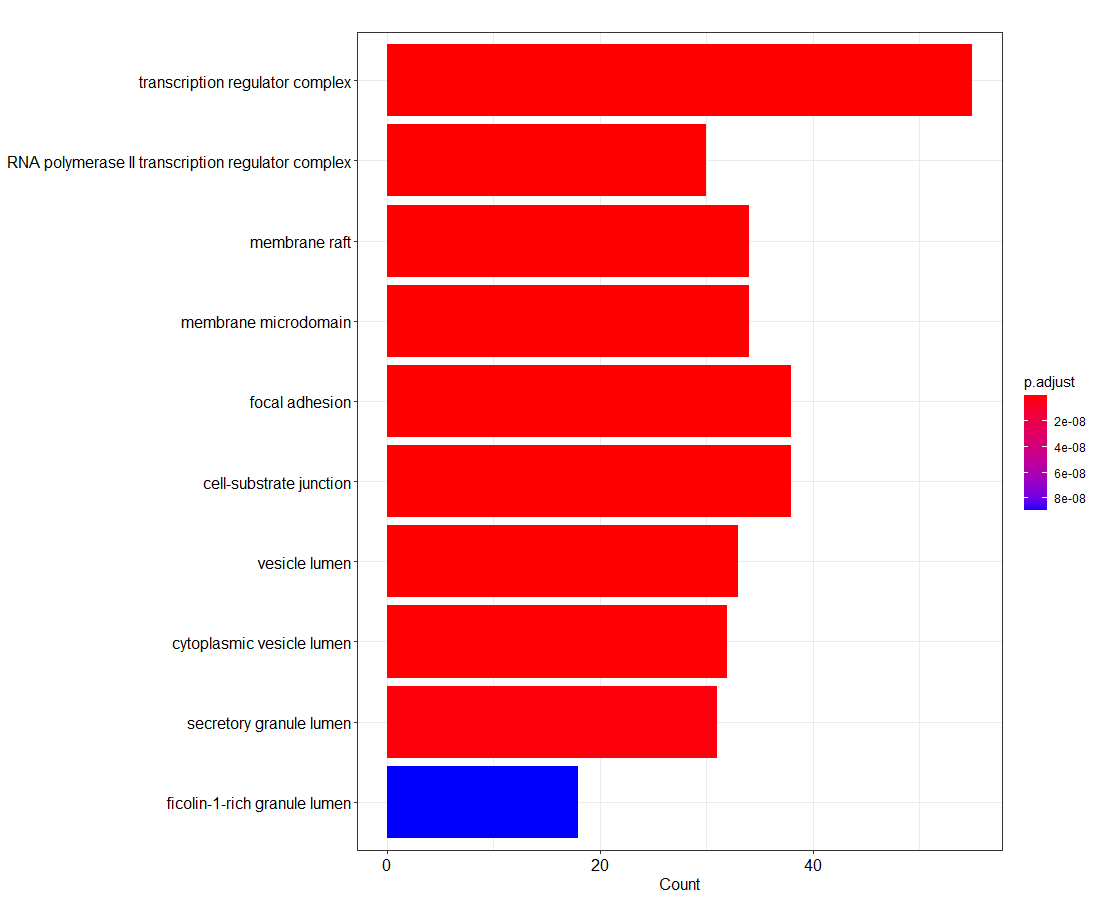 transcription regulator complex
RNA polymerase II transcription regulator complex
membrane raft
membrane microdomain
focal adhesion
cell-substrate junction
vesicle lumen
cytoplasmic vesicle lumen
secretory granule lumen
ficolin-1-rich granule lumen
0 20 40
Count
p.adjust
2e-08
4e-08
6e-08
8e-08